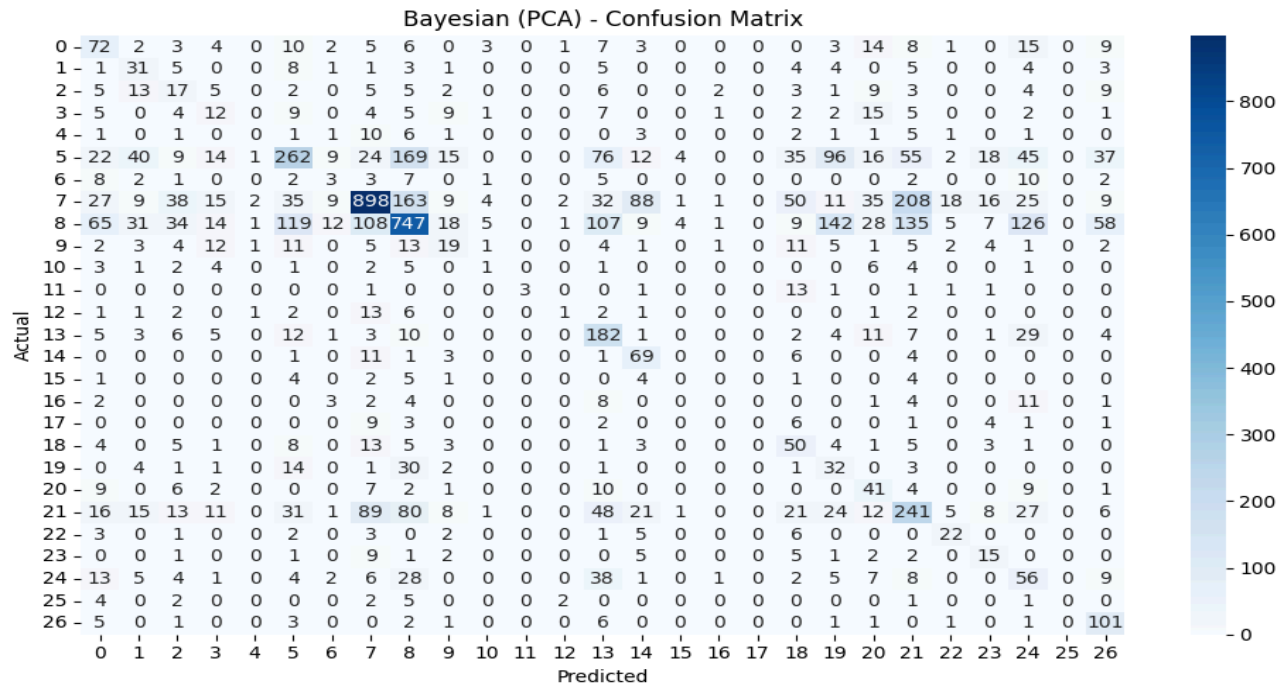 Bayesian (PCA) - Confusion Matrix
0 72 2 3 4 0 10 2 5 6 0 3 0 1 7 3 0 0 0 0 3 14 8 1 0 15 0 9
1 1 31 5 0 0 8 1 1 3 1 0 0 0 5 0 0 0 0 4 4 0 5 0 0 4 0 3
2 5 13 17 5 0 2 0 5 5 2 0 0 0 6 0 0 2 0 3 1 9 3 0 0 4 0 9
3 5 0 4 12 0 9 0 4 5 9 1 0 0 7 0 0 1 0 2 2 15 5 0 0 2 0 1
4 1 0 1 0 0 1 1 10 6 1 0 0 0 0 3 0 0 0 2 1 1 5 1 0 1 0 0
5 22 40 9 14 1 262 9 24 169 15 0 0 0 76 12 4 0 0 35 96 16 55 2 18 45 0 37
6 8 2 1 0 0 2 3 3 7 0 1 0 0 5 0 0 0 0 0 0 0 2 0 0 10 0 2
7 27 9 38 15 2 35 9 898 163 9 4 0 2 32 88 1 1 0 50 11 35 208 18 16 25 0 9
8 65 31 34 14 1 119 12 108 747 18 5 0 1 107 9 4 1 0 9 142 28 135 5 7 126 0 58
9 2 3 4 12 1 11 0 5 13 19 0 0 0 4 1 0 1 0 11 5 1 5 2 4 1 0 2
10 3 1 2 4 0 1 0 2 5 0 1 0 0 1 0 0 0 0 0 0 6 4 0 0 1 0 0
11 0 0 0 0 0 0 0 1 0 0 0 3 0 0 1 0 0 0 13 1 0 1 1 1 0 0 0
12 1 1 2 0 1 2 0 13 6 0 0 0 1 2 1 0 0 0 0 0 1 2 0 0 0 0 0
13 5 3 6 5 0 12 1 3 10 0 0 0 0 182 1 0 0 0 2 4 11 7 0 1 29 0 4
14 0 0 0 0 0 1 0 11 1 3 0 0 0 1 69 0 0 0 6 0 0 4 0 0 0 0 0
15 1 0 0 0 0 4 0 2 5 1 0 0 0 0 4 0 0 0 1 0 0 4 0 0 0 0 0
16 2 0 0 0 0 0 3 2 4 0 0 0 0 8 0 0 0 0 0 0 1 4 0 0 11 0 1
17 0 0 0 0 0 0 0 9 3 0 0 0 0 2 0 0 0 0 6 0 0 1 0 4 1 0 1
18 4 0 5 1 0 8 0 13 5 3 0 0 0 1 3 0 0 0 50 4 1 5 0 3 1 0 0
19 0 4 1 1 0 14 0 1 30 2 0 0 0 1 0 0 0 0 1 32 0 3 0 0 0 0 0
20 9 0 6 2 0 0 0 7 2 1 0 0 0 10 0 0 0 0 0 0 41 4 0 0 9 0 1
21 16 15 13 11 0 31 1 89 80 8 1 0 0 48 21 1 0 0 21 24 12 241 5 8 27 0 6
22 3 0 1 0 0 2 0 3 0 2 0 0 0 1 5 0 0 0 6 0 0 0 22 0 0 0 0
23 0 0 2 0 0 1 0 9 1 2 0 0 0 0 5 0 0 0 5 1 2 2 0 15 0 0 0
24 13 5 4 1 0 4 2 6 28 0 0 0 0 38 1 0 1 0 2 5 7 8 0 0 56 0 9
25 4 0 2 0 0 0 0 2 5 0 0 0 2 0 0 0 0 0 0 0 0 1 0 0 1 0 0
26 5 0 1 0 0 3 0 0 2 1 0 0 0 6 0 0 0 0 0 1 1 0 1 0 1 0 101
0 1 2 3 4 5 6 7 8 9 10 11 12 13 14 15 16 17 18 19 20 21 22 23 24 25 26
Predicted
Actual
800
700
600
500
400
300
200
100
0